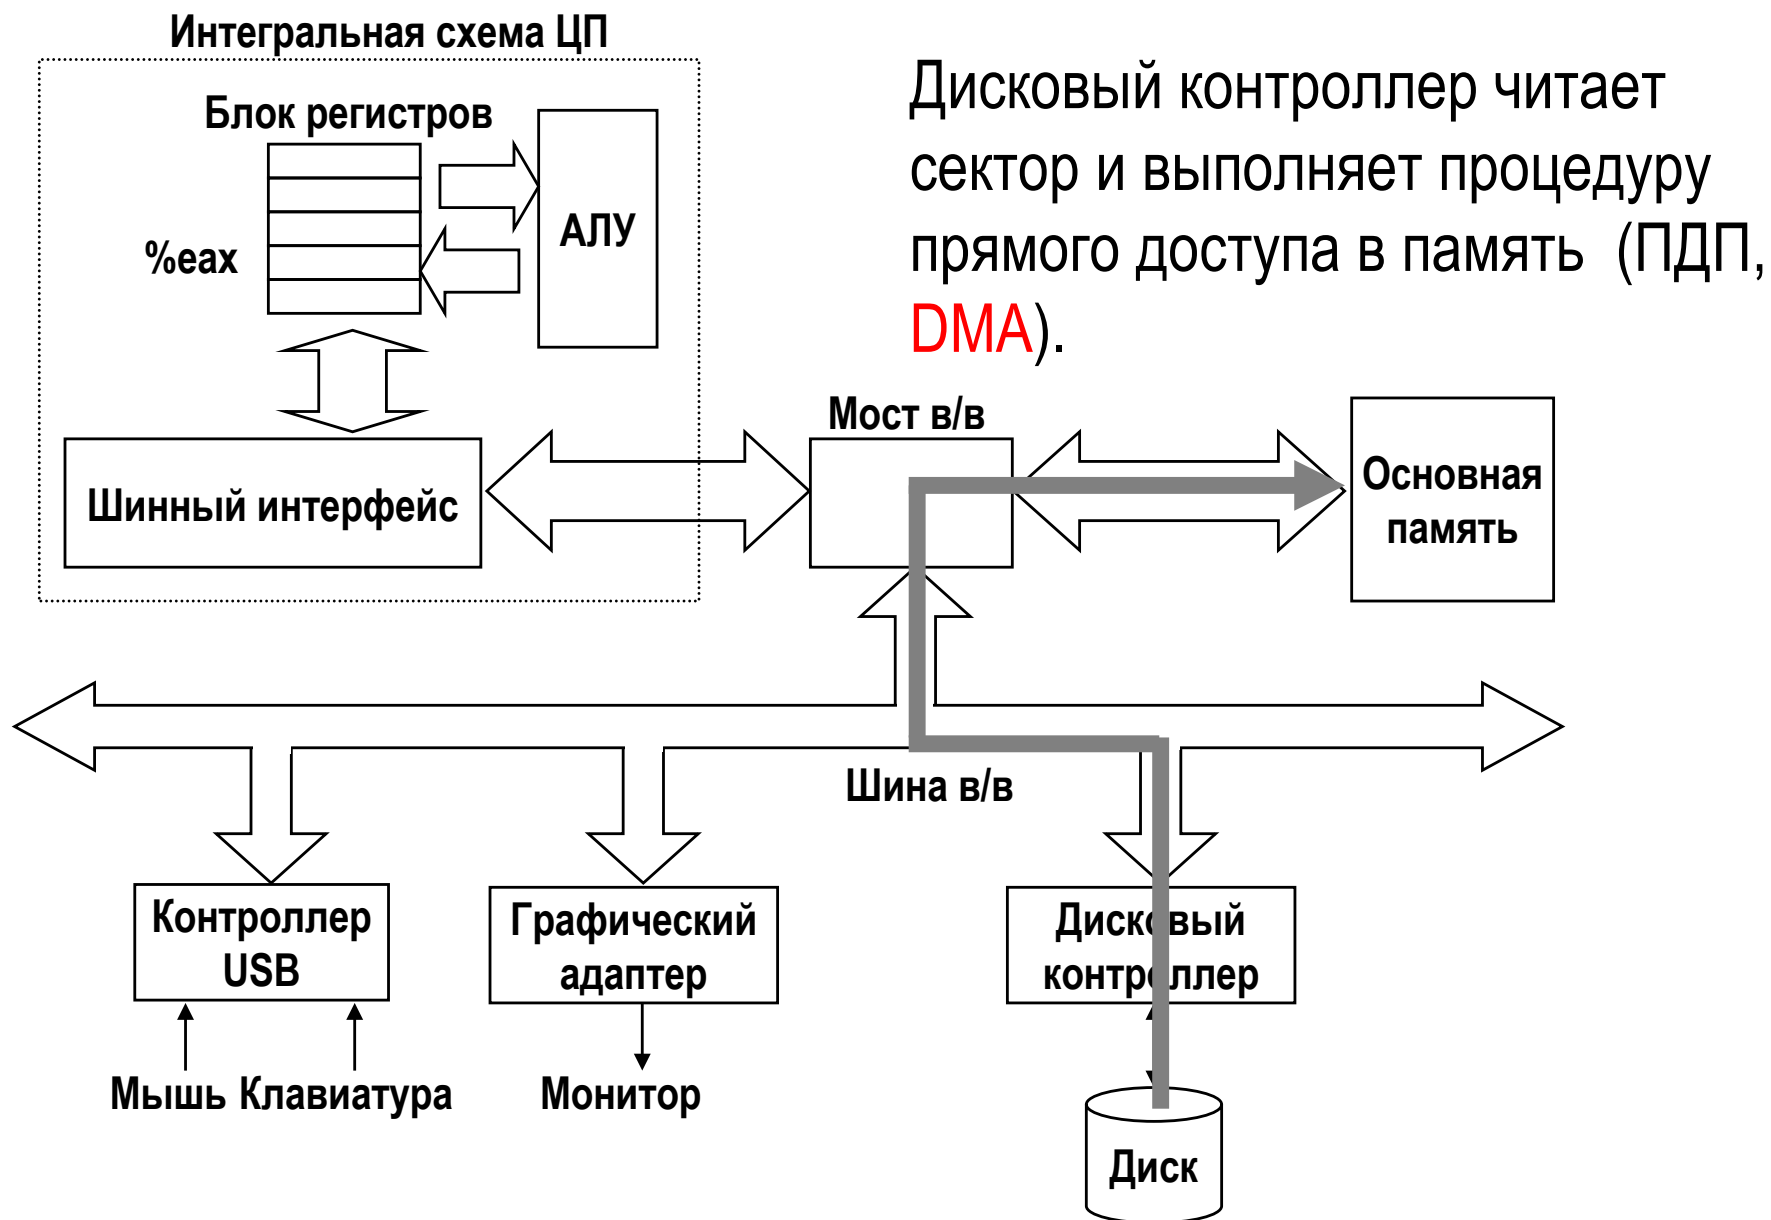 Интегральная схема ЦП
Дисковый контроллер читает
сектор и выполняет процедуру
прямого доступа в память (ПДП,
DMA).
Блок регистров
АЛУ
%eax
Мост в/в
Шинный интерфейс
Основная
память
Шина в/в
Контроллер
USB
Графический
адаптер
Дисковый
контроллер
Мышь Клавиатура
Монитор
Диск